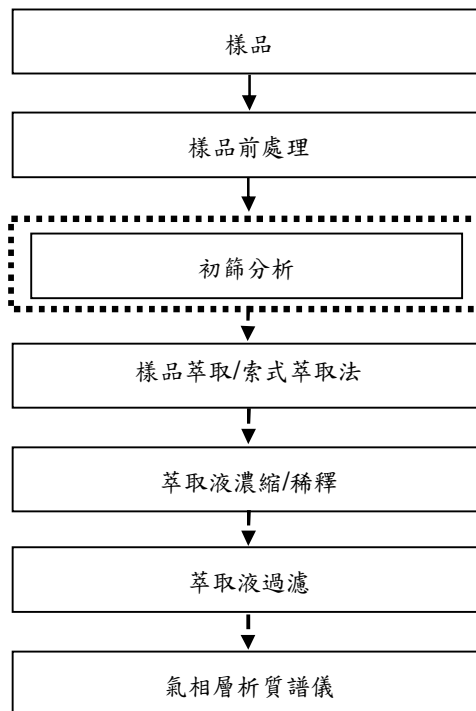 樣品
樣品前處理
初篩分析
樣品萃取/索式萃取法
萃取液濃縮/稀釋
萃取液過濾
氣相層析質譜儀